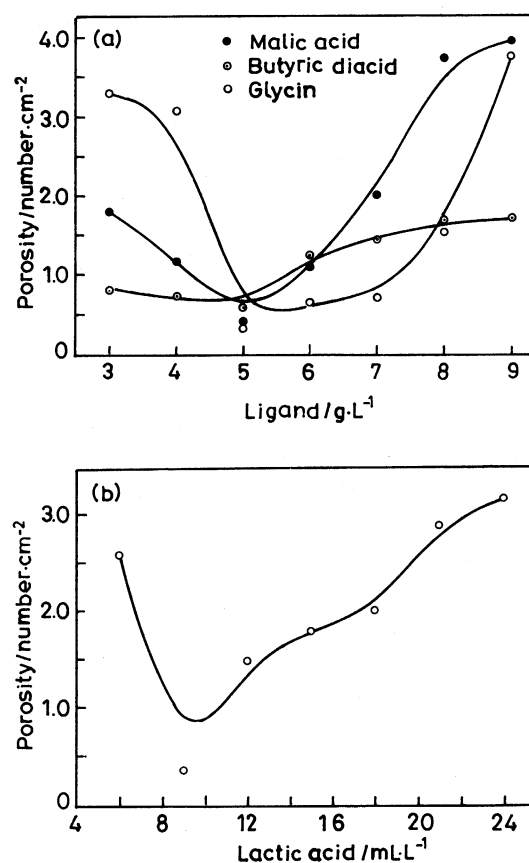 (a)
Malic acid
Butyric diacid
Glycin
Porosity/number·cm⁻²
4.0
3.0
2.0
1.0
0
3 4 5 6 7 8 9
Ligand/g·L⁻¹
(b)
Porosity/number·cm⁻²
3.0
2.0
1.0
0
4 8 12 16 20 24
Lactic acid/mL·L⁻¹